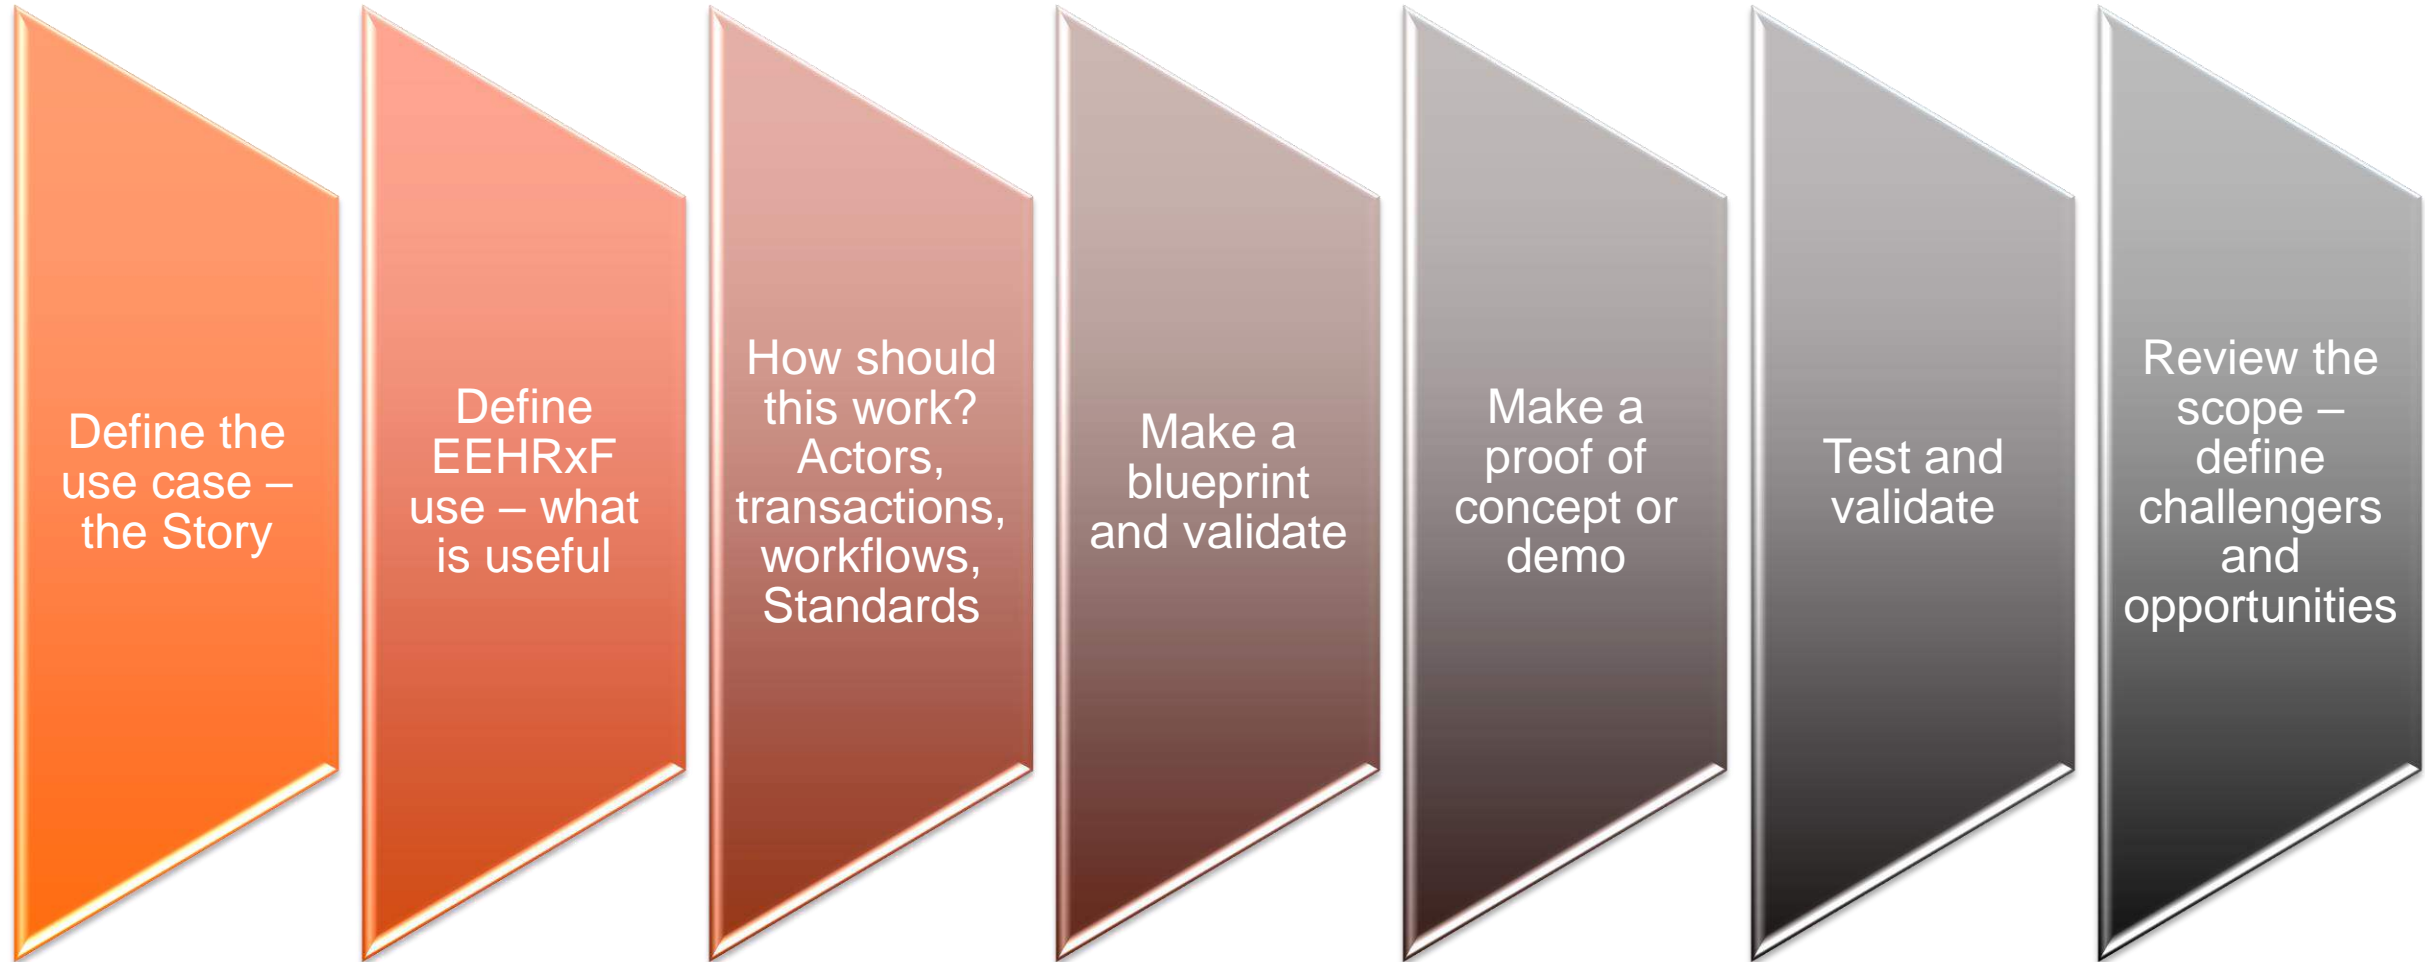 Define the
use case –
the Story
Define
EEHRxF
use – what
is useful
How should
this work?
Actors,
transactions,
workflows,
Standards
Make a
blueprint
and validate
Make a
proof of
concept or
demo
Test and
validate
Review the
scope –
define
challengers
and
opportunities